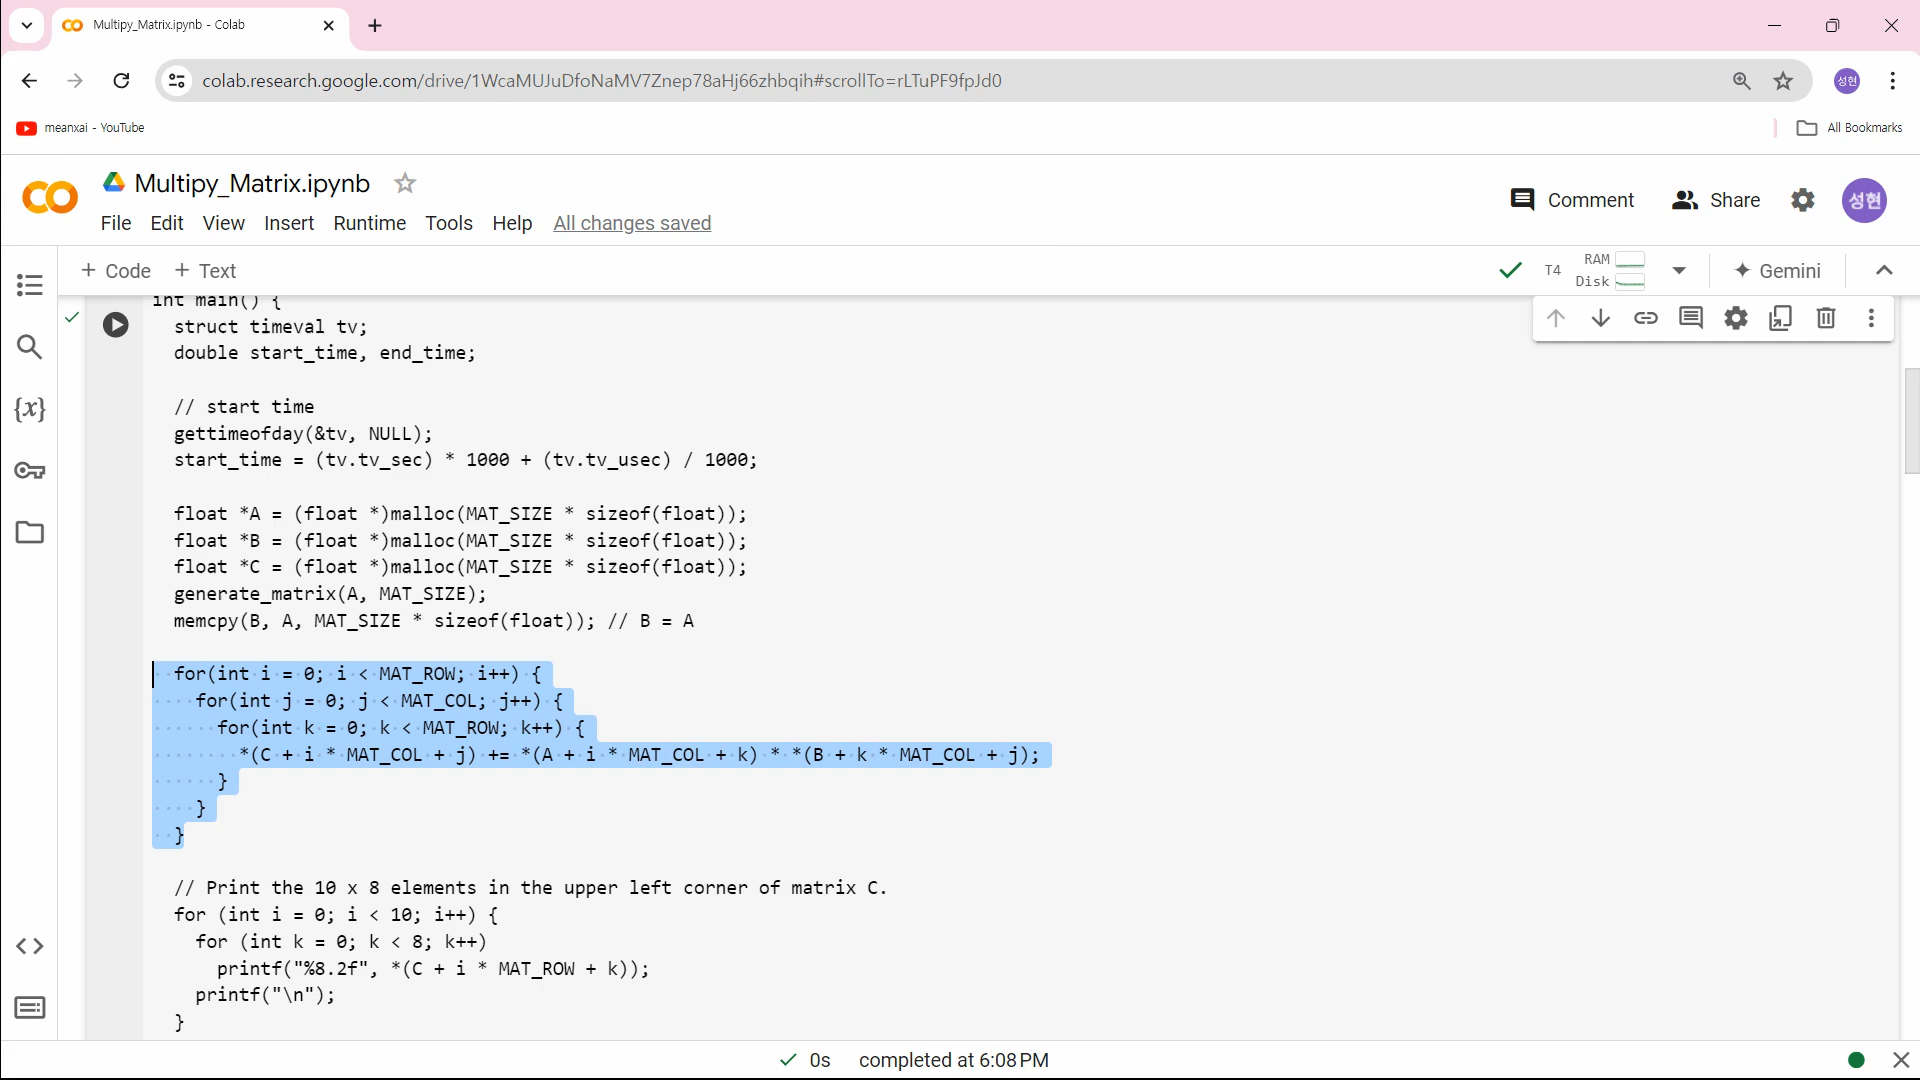 Multipy_Matrix.ipynb - Colab
colab.research.google.com/drive/1WcaMUJuDfoNaMV7Znep78aHj66zhbqih#scrollTo=rLTuPF9fpJd0
성현
meanxai - YouTube
All Bookmarks
Multipy_Matrix.ipynb
File Edit View Insert Runtime Tools Help All changes saved
Comment Share 성현
+ Code + Text
T4 RAM Disk Gemini
int main() {
  struct timeval tv;
  double start_time, end_time;
  // start time
  gettimeofday(&tv, NULL);
  start_time = (tv.tv_sec) * 1000 + (tv.tv_usec) / 1000;
  float *A = (float *)malloc(MAT_SIZE * sizeof(float));
  float *B = (float *)malloc(MAT_SIZE * sizeof(float));
  float *C = (float *)malloc(MAT_SIZE * sizeof(float));
  generate_matrix(A, MAT_SIZE);
  memcpy(B, A, MAT_SIZE * sizeof(float)); // B = A
  for(int i = 0; i < MAT_ROW; i++) {
    for(int j = 0; j < MAT_COL; j++) {
      for(int k = 0; k < MAT_ROW; k++) {
        *(C + i * MAT_COL + j) += *(A + i * MAT_COL + k) * *(B + k * MAT_COL + j);
      }
    }
  }
  // Print the 10 x 8 elements in the upper left corner of matrix C.
  for (int i = 0; i < 10; i++) {
    for (int k = 0; k < 8; k++)
      printf("%8.2f", *(C + i * MAT_ROW + k));
    printf("\n");
  }
0s completed at 6:08 PM